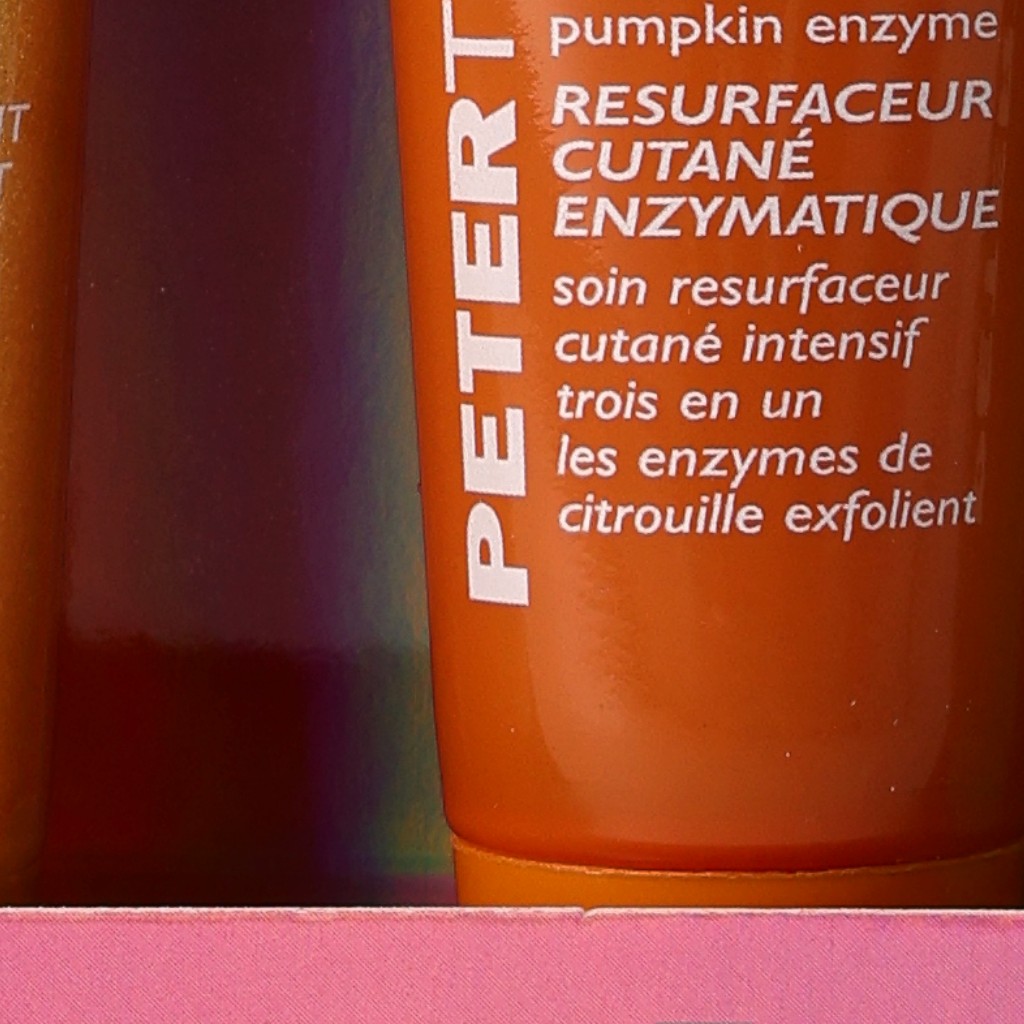 PETER T
pumpkin enzyme
RESURFACEUR
CUTANÉ
ENZYMATIQUE
soin resurfaceur
cutané intensif
trois en un
les enzymes de
citrouille exfolient